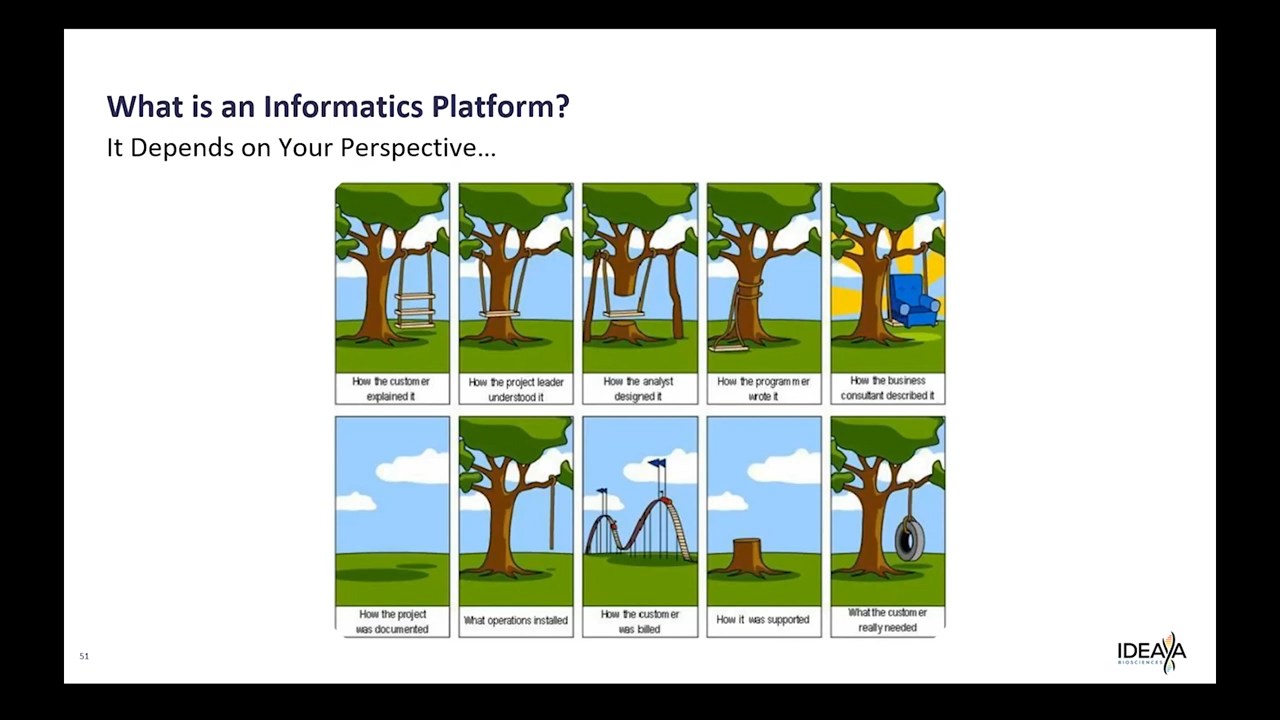 What is an Informatics Platform?
It Depends on Your Perspective...
How the customer
explained it
How the project leader
understood it
How the analyst
designed it
How the programmer
wrote it
How the business
consultant described it
How the project
was documented
What operations installed
How the customer
was billed
How it was supported
What the customer
really needed
51
IDEAYA
BIOSCIENCES